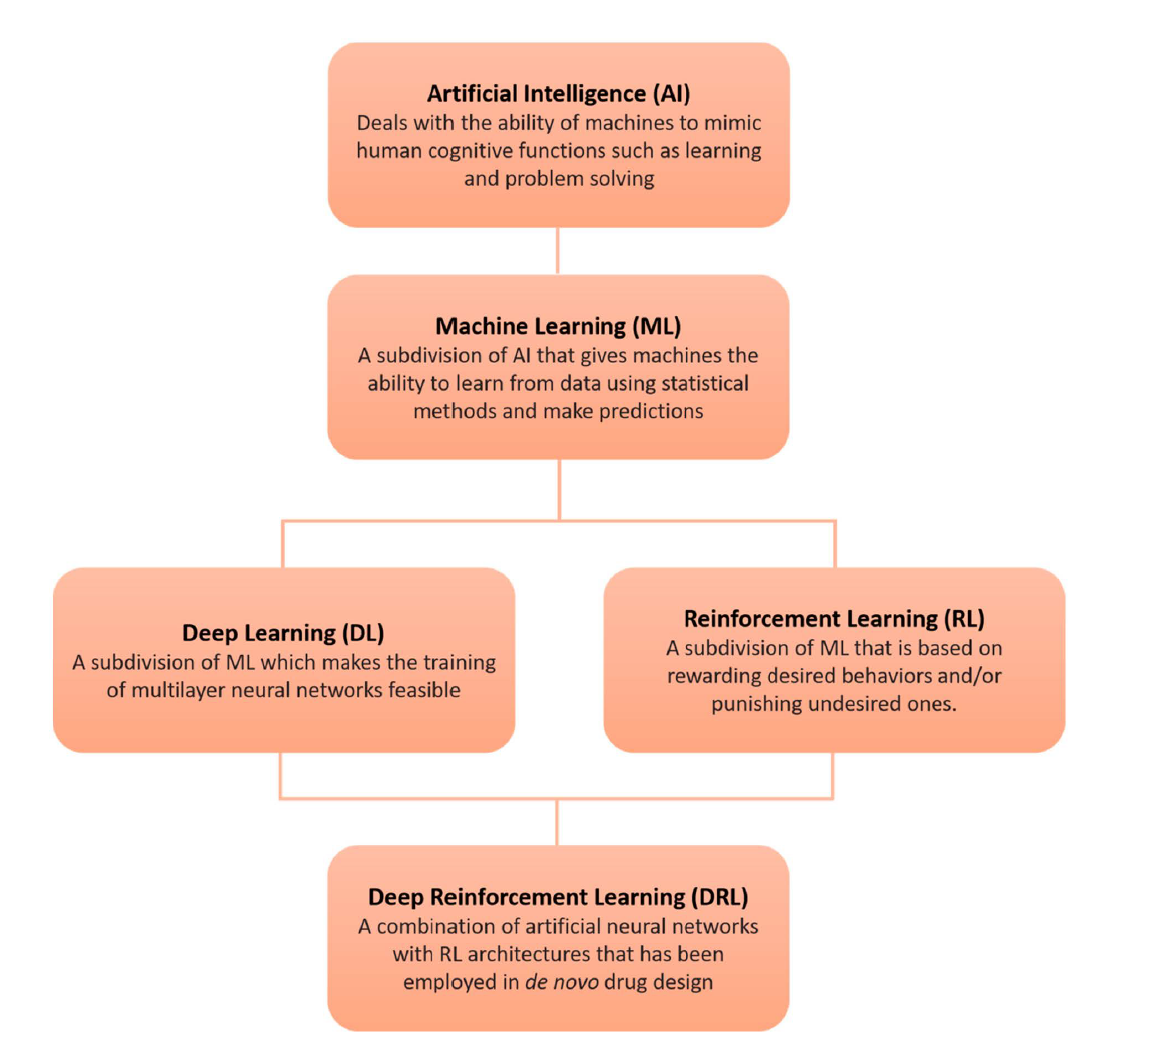 Artificial Intelligence (AI)
Deals with the ability of machines to mimic
human cognitive functions such as learning
and problem solving
Machine Learning (ML)
A subdivision of AI that gives machines the
ability to learn from data using statistical
methods and make predictions
Deep Learning (DL)
A subdivision of ML which makes the training
of multilayer neural networks feasible
Reinforcement Learning (RL)
A subdivision of ML that is based on
rewarding desired behaviors and/or
punishing undesired ones.
Deep Reinforcement Learning (DRL)
A combination of artificial neural networks
with RL architectures that has been
employed in de novo drug design